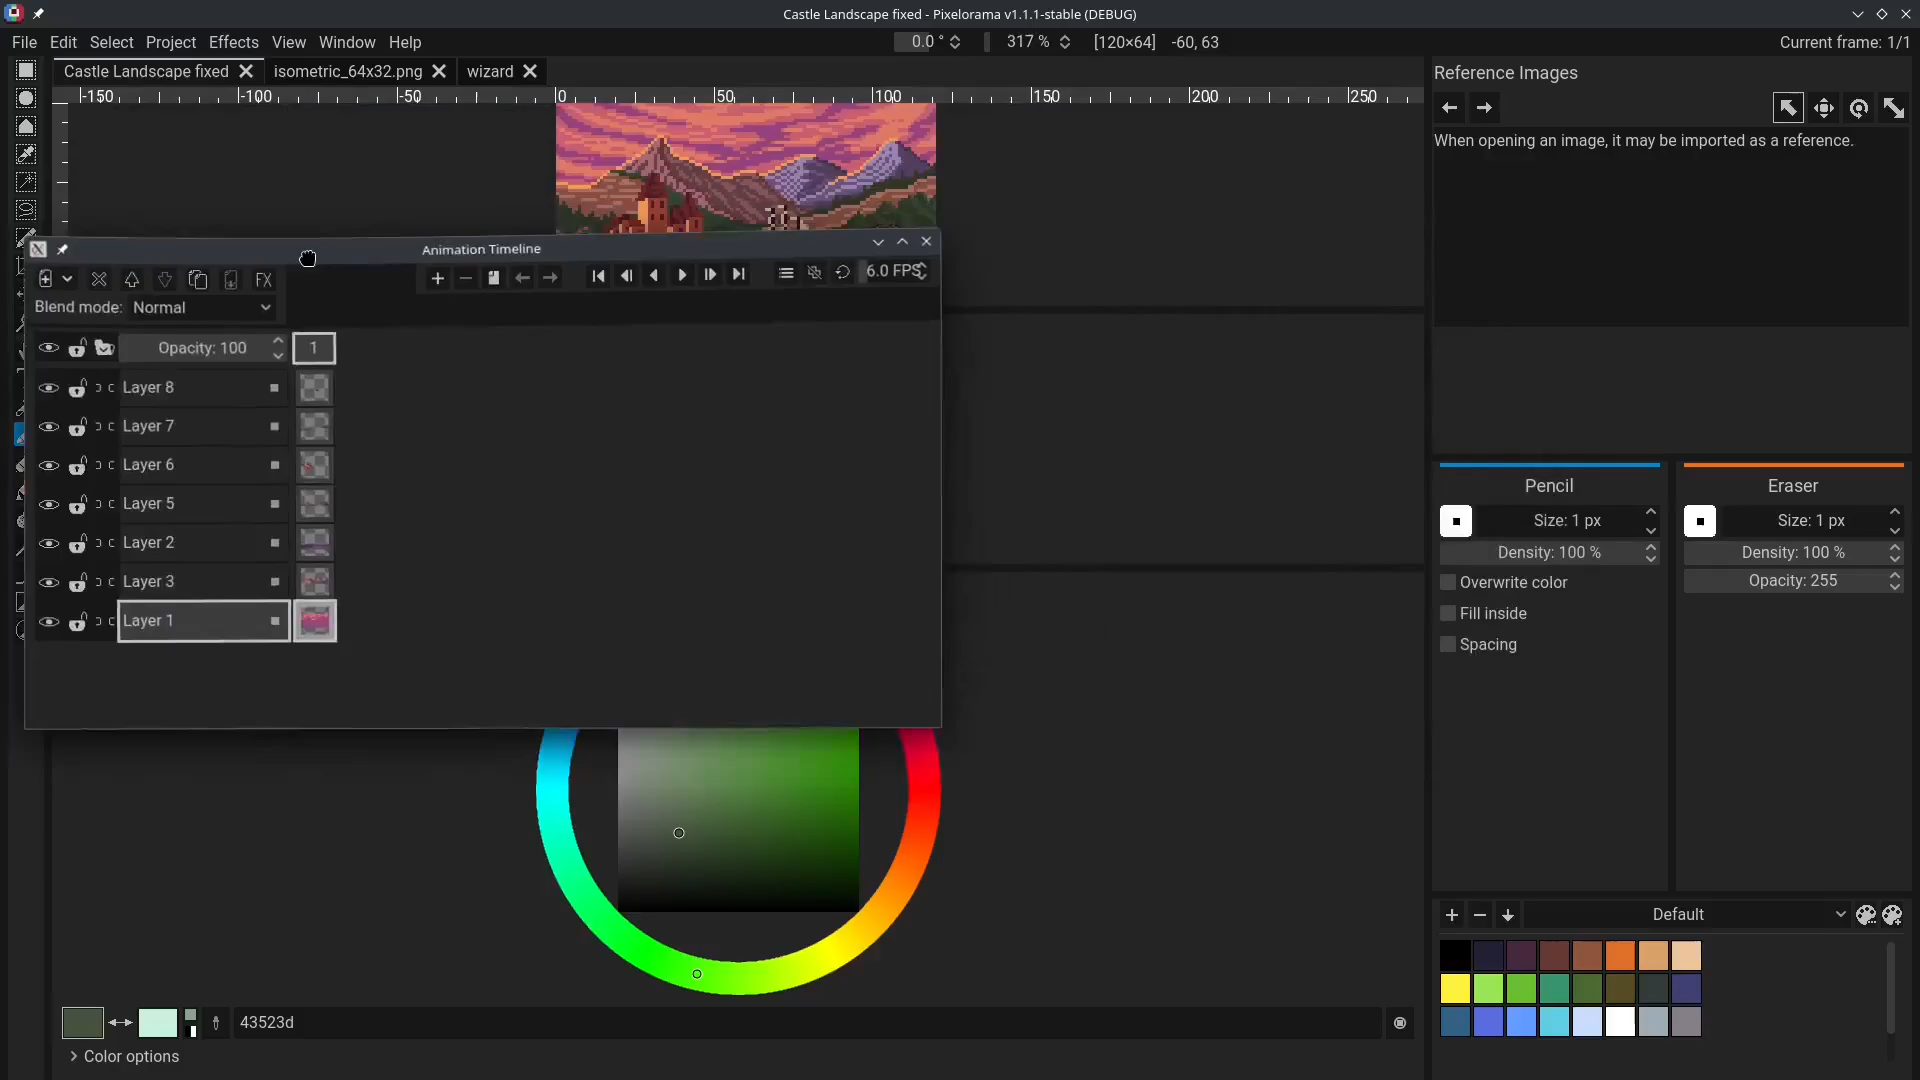 Castle Landscape fixed - Pixelorama v1.1.1-stable (DEBUG)
File Edit Select Project Effects View Window Help
0.0 ° 317 % [120×64] -60, 63
Current frame: 1/1
Castle Landscape fixed isometric_64x32.png wizard
-150 -100 -50 0 50 100 150 200 250
Reference Images
When opening an image, it may be imported as a reference.
Animation Timeline
FX
6.0 FPS
Blend mode: Normal
Opacity: 100 1
Layer 8
Layer 7
Layer 6
Layer 5
Layer 2
Layer 3
Layer 1
Pencil
Size: 1 px
Density: 100 %
Overwrite color
Fill inside
Spacing
Eraser
Size: 1 px
Density: 100 %
Opacity: 255
Default
43523d
Color options